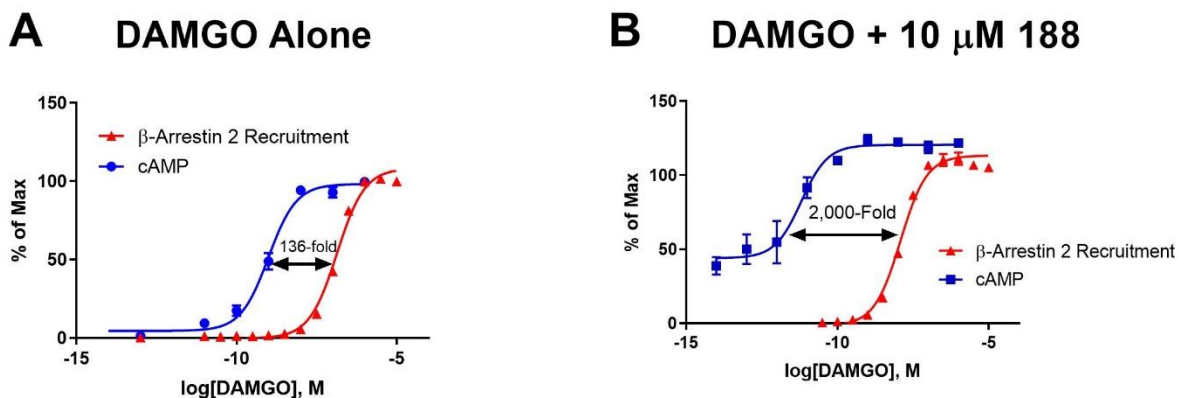 A DAMGO Alone
150
100
50
0
% of Max
β-Arrestin 2 Recruitment
cAMP
136-fold
-15 -10 -5
log[DAMGO], M
B DAMGO + 10 μM 188
150
100
50
0
% of Max
2,000-Fold
β-Arrestin 2 Recruitment
cAMP
-15 -10 -5
log[DAMGO], M